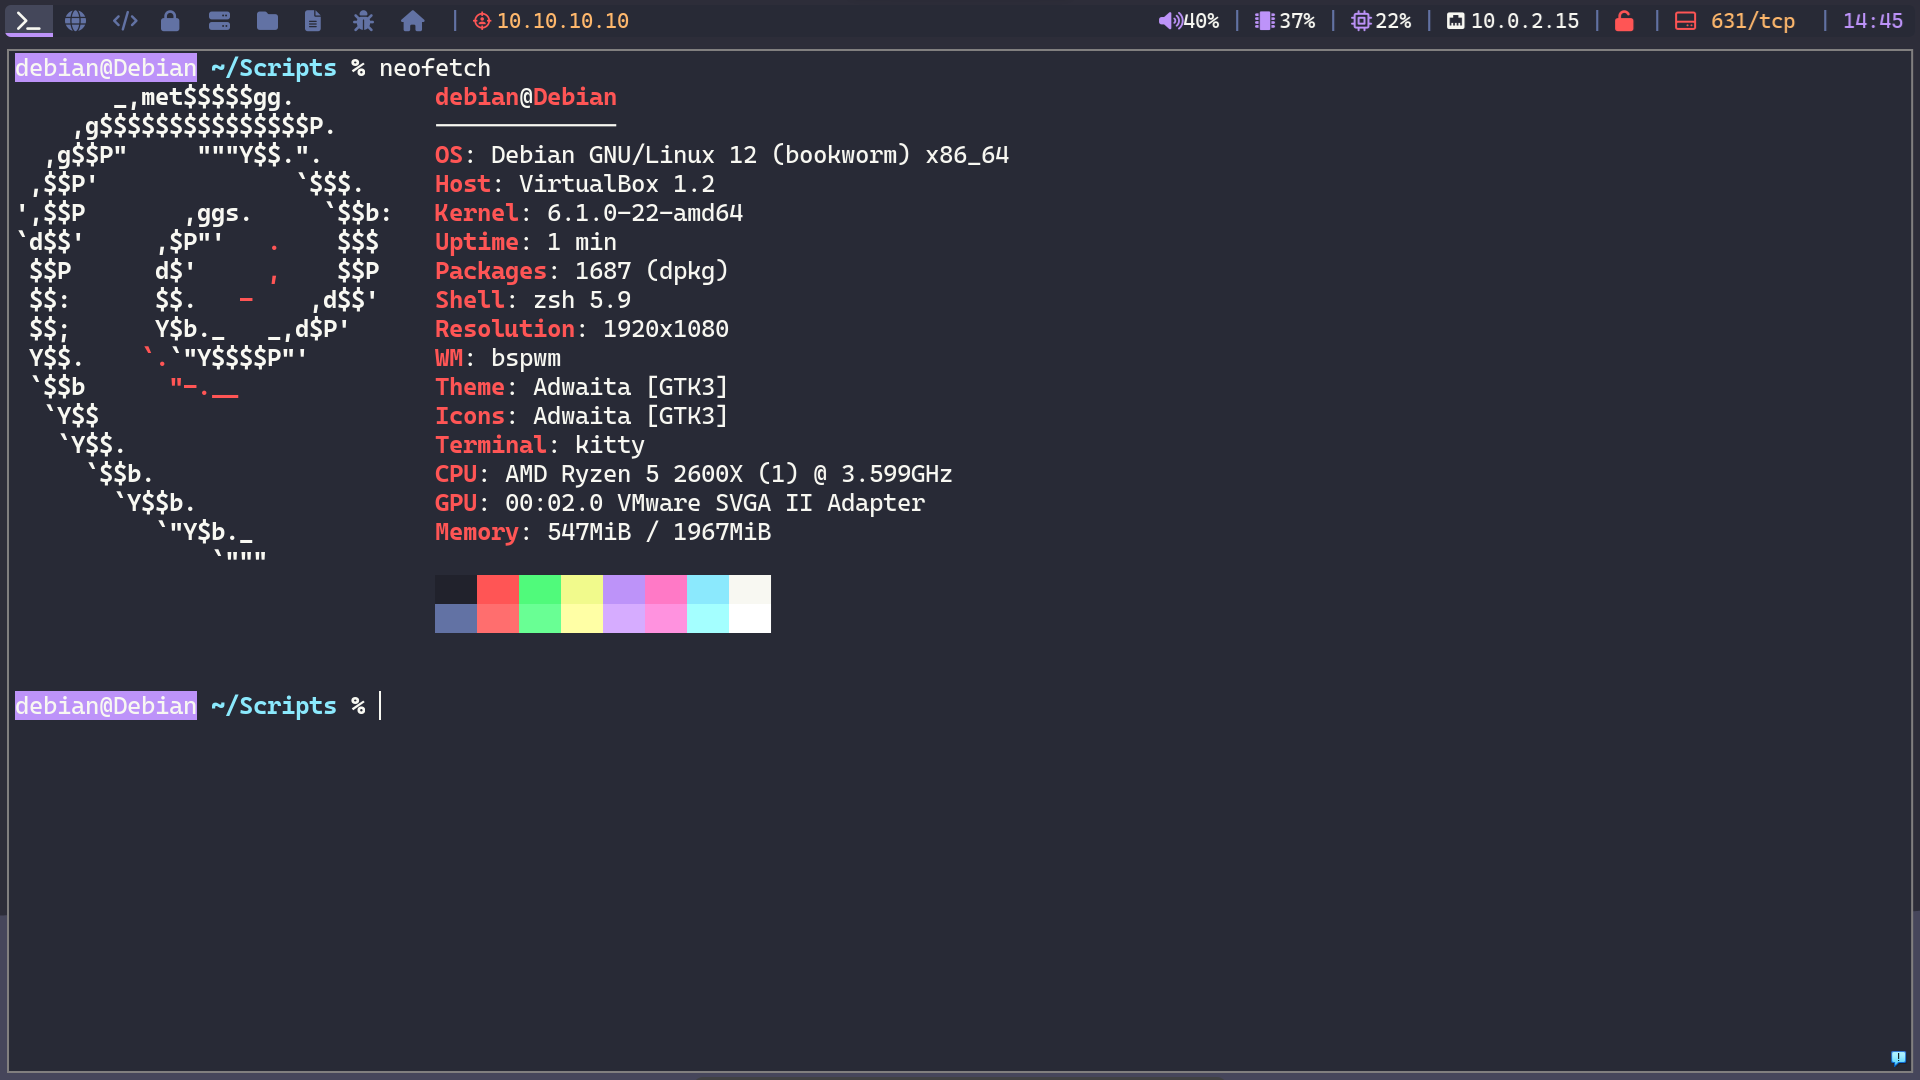 10.10.10.10 | 40% | 37% | 22% | 10.0.2.15 | | 631/tcp | 14:45
debian@Debian ~/Scripts % neofetch
       _,met$$$$$gg.          debian@Debian
    ,g$$$$$$$$$$$$$$$P.       -------------
  ,g$$P"     """Y$$.".        OS: Debian GNU/Linux 12 (bookworm) x86_64
 ,$$P'              `$$$.     Host: VirtualBox 1.2
',$$P       ,ggs.     `$$b:   Kernel: 6.1.0-22-amd64
`d$$'     ,$P"'   .    $$$    Uptime: 1 min
 $$P      d$'     ,    $$P    Packages: 1687 (dpkg)
 $$:      $$.   -    ,d$$'    Shell: zsh 5.9
 $$;      Y$b._   _,d$P'      Resolution: 1920x1080
 Y$$.    `.`"Y$$$$P"'         WM: bspwm
 `$$b      "-.__              Theme: Adwaita [GTK3]
  `Y$$                        Icons: Adwaita [GTK3]
   `Y$$.                      Terminal: kitty
     `$$b.                    CPU: AMD Ryzen 5 2600X (1) @ 3.599GHz
       `Y$$b.                 GPU: 00:02.0 VMware SVGA II Adapter
          `"Y$b._             Memory: 547MiB / 1967MiB
              `"""
debian@Debian ~/Scripts %